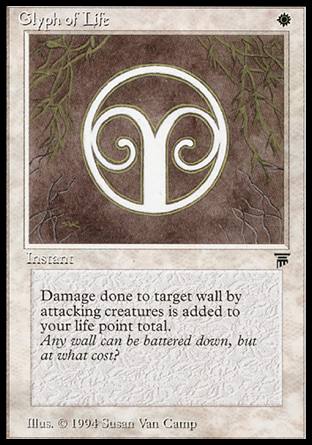 Glyph of Life
Instant
Damage done to target wall by
attacking creatures is added to
your life point total.
Any wall can be battered down, but
at what cost?
Illus. © 1994 Susan Van Camp